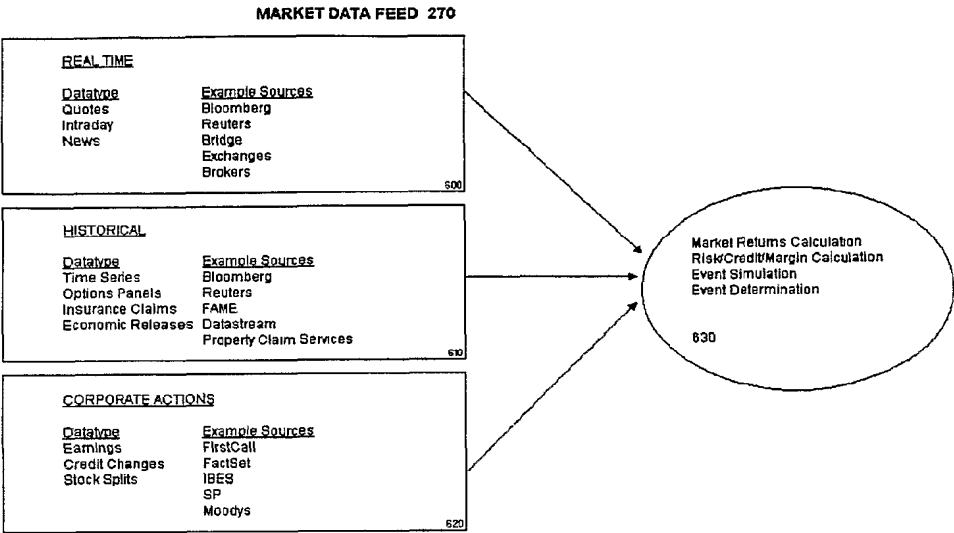 MARKET DATA FEED 270
REAL TIME
Datatype Example Sources
Quotes Bloomberg
Intraday Reuters
News Bridge
Exchanges
Brokers
600
HISTORICAL
Datatype Example Sources
Time Series Bloomberg
Options Panels Reuters
Insurance Claims FAME
Economic Releases Datastream
Property Claim Services
610
CORPORATE ACTIONS
Datatype Example Sources
Earnings FirstCall
Credit Changes FactSet
Stock Splits IBES
SP
Moodys
620
Market Returns Calculation
Risk/Credit/Margin Calculation
Event Simulation
Event Determination
630